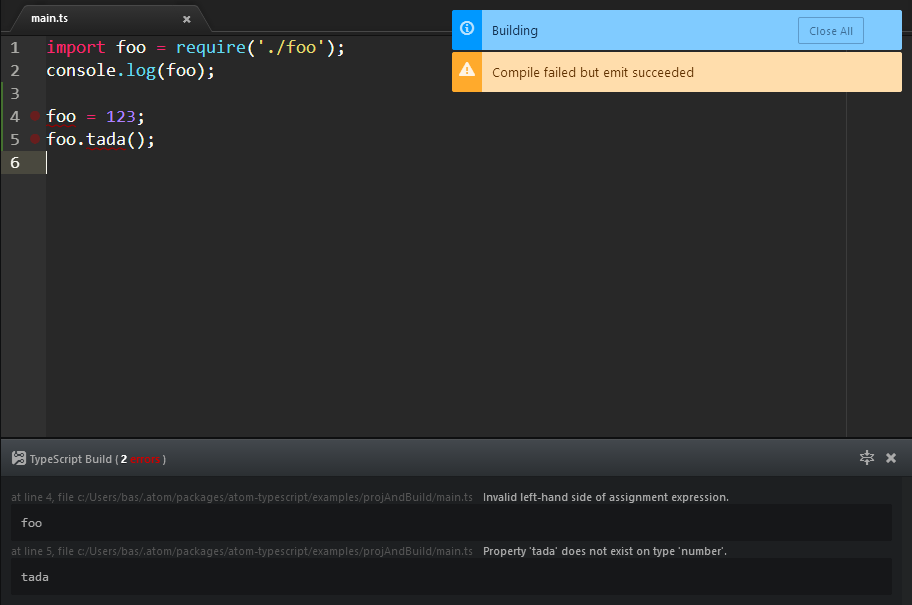 main.ts
Building
Close All
Compile failed but emit succeeded
1 import foo = require('./foo');
2 console.log(foo);
3
4 foo = 123;
5 foo.tada();
6
TypeScript Build ( 2 errors )
at line 4, file c:/Users/bas/.atom/packages/atom-typescript/examples/projAndBuild/main.ts Invalid left-hand side of assignment expression.
foo
at line 5, file c:/Users/bas/.atom/packages/atom-typescript/examples/projAndBuild/main.ts Property 'tada' does not exist on type 'number'.
tada